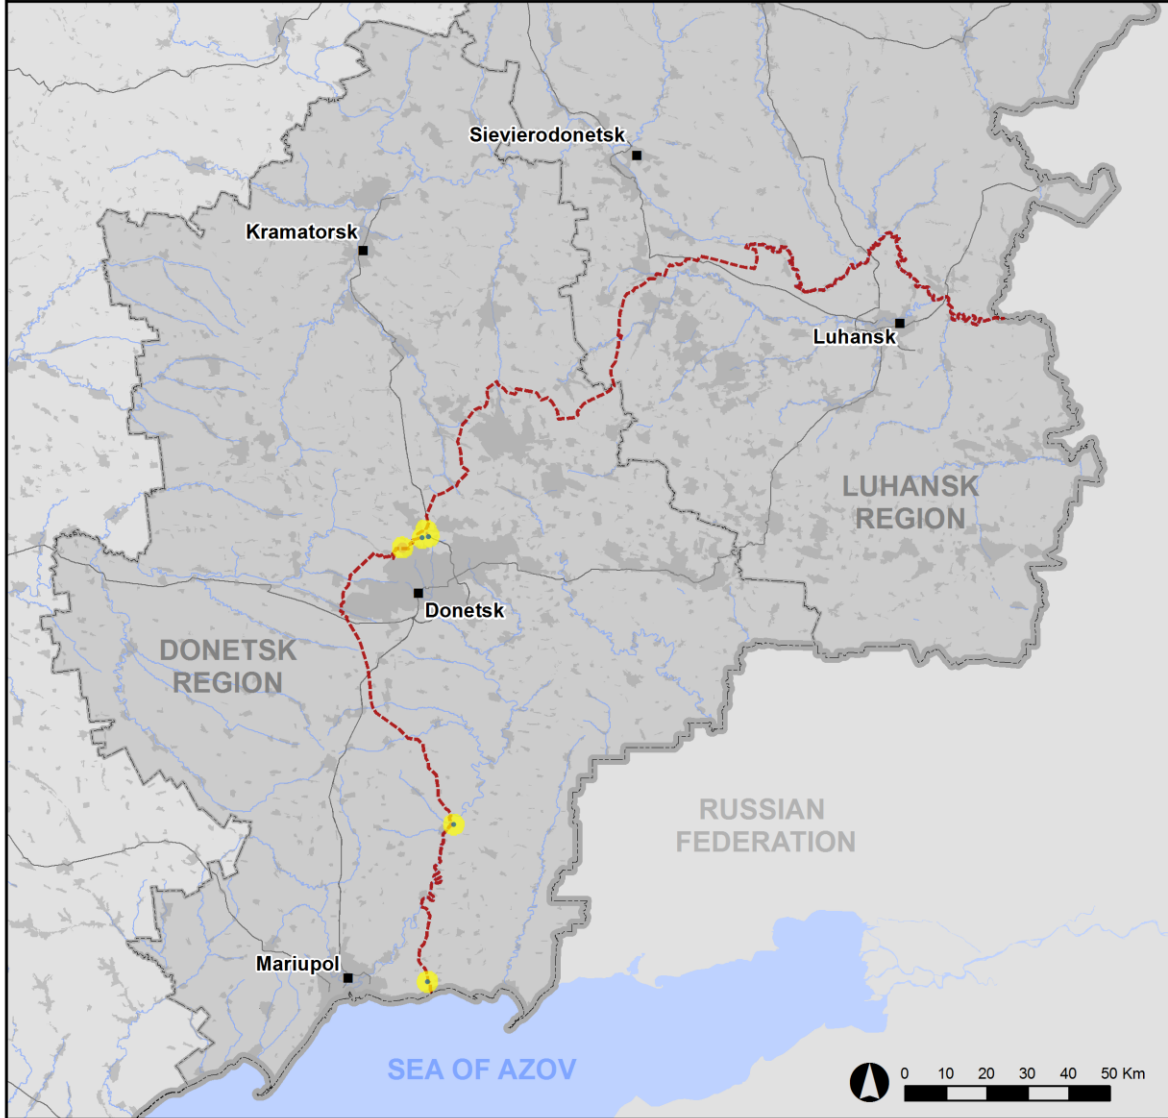 Sievierodonetsk
Kramatorsk
Luhansk
LUHANSK
REGION
Donetsk
DONETSK
REGION
RUSSIAN
FEDERATION
Mariupol
SEA OF AZOV
0 10 20 30 40 50 Km